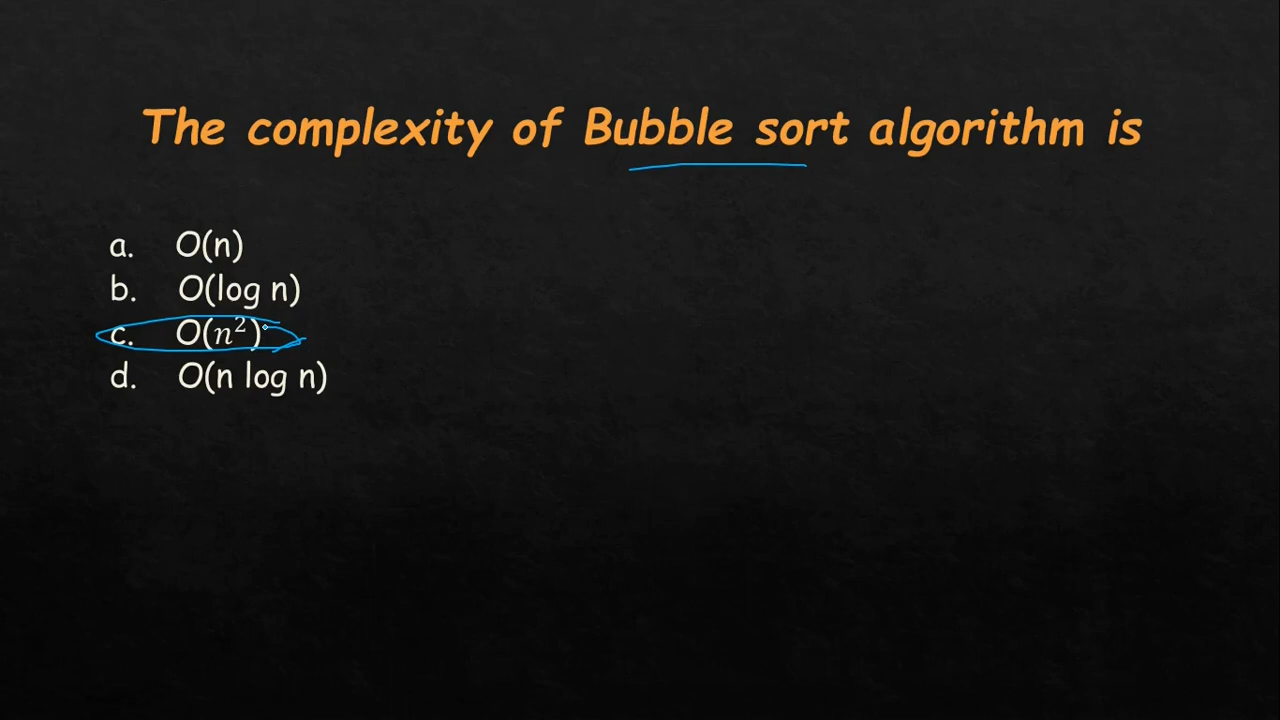 The complexity of Bubble sort algorithm is
a. O(n)
b. O(log n)
c. O(n²)
d. O(n log n)